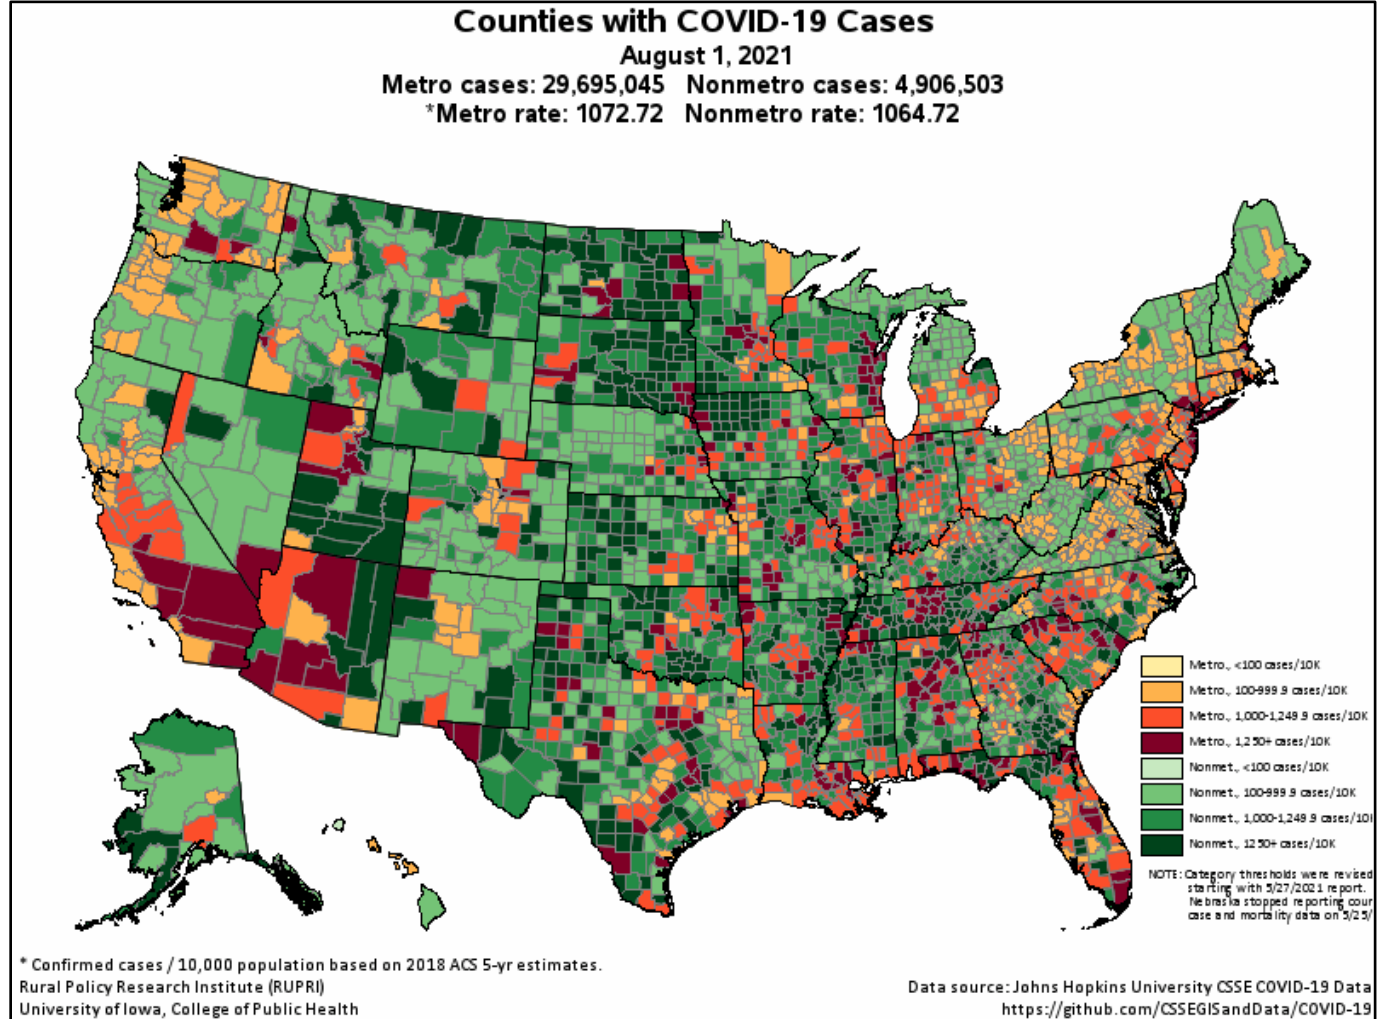 Counties with COVID-19 Cases
August 1, 2021
Metro cases: 29,695,045 Nonmetro cases: 4,906,503
*Metro rate: 1072.72 Nonmetro rate: 1064.72
Metro., <100 cases/10K
Metro., 100-999.9 cases/10K
Metro., 1,000-1,249.9 cases/10K
Metro., 1,250+ cases/10K
Nonmet., <100 cases/10K
Nonmet., 100-999.9 cases/10K
Nonmet., 1,000-1,249.9 cases/10
Nonmet., 1250+ cases/10K
NOTE: Category thresholds were revised
starting with 5/27/2021 report.
Nebraska stopped reporting cour
case and mortality data on 5/25/
* Confirmed cases / 10,000 population based on 2018 ACS 5-yr estimates.
Rural Policy Research Institute (RUPRI)
University of Iowa, College of Public Health
Data source: Johns Hopkins University CSSE COVID-19 Data
https://github.com/CSSEGISandData/COVID-19